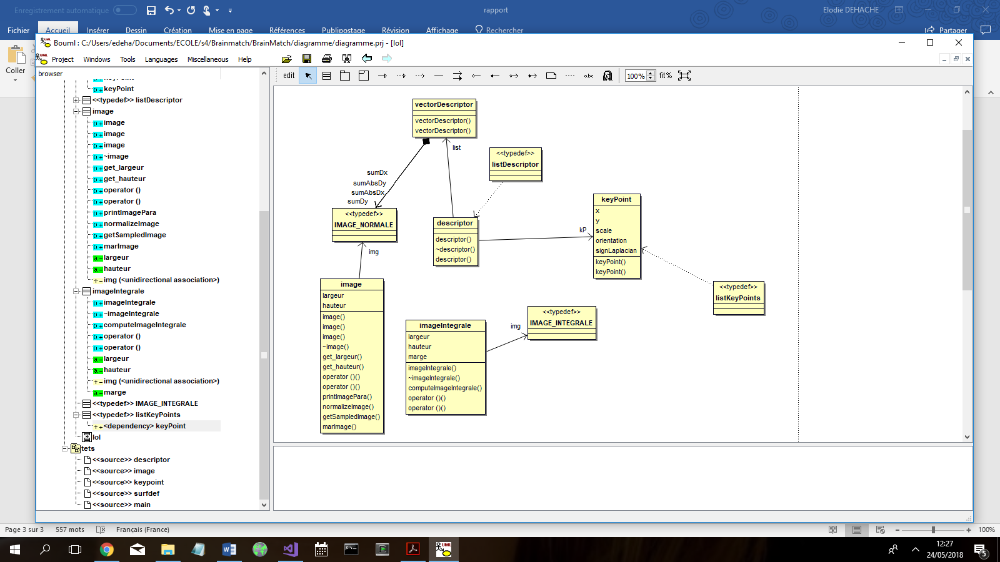 Enregistrement automatique
rapport
Elodie DEHACHE
Fichier Accueil Insérer Dessin Création Mise en page Références Publipostage Révision Affichage Rechercher Partager
Coller
Bouml : C:/Users/edeha/Documents/ECOLE/s4/Brainmatch/BrainMatch/diagramme/diagramme.prj - [lol]
Project Windows Tools Languages Miscellaneous Help
browser
keyPoint
keyPoint
<<typedef>> listDescriptor
image
image
image
image
~image
get_largeur
get_hauteur
operator ()
operator ()
printImagePara
normalizeImage
getSampledImage
marImage
largeur
hauteur
img (<unidirectional association>)
imageIntegrale
imageIntegrale
~imageIntegrale
computeImageIntegrale
operator ()
operator ()
largeur
hauteur
img (<unidirectional association>)
marge
<<typedef>> IMAGE_INTEGRALE
<<typedef>> listKeyPoints
<dependency> keyPoint
lol
tets
<<source>> descriptor
<<source>> image
<<source>> keypoint
<<source>> surfdef
<<source>> main
edit
abc
100%
fit%
vectorDescriptor
vectorDescriptor()
vectorDescriptor()
list
<<typedef>>
listDescriptor
sumDx
sumAbsDy
sumAbsDx
sumDy
<<typedef>>
IMAGE_NORMALE
img
descriptor
descriptor()
~descriptor()
descriptor()
kP
keyPoint
x
y
scale
orientation
signLaplacian
keyPoint()
keyPoint()
<<typedef>>
listKeyPoints
image
largeur
hauteur
image()
image()
image()
~image()
get_largeur()
get_hauteur()
operator ()()
operator ()()
printImagePara()
normalizeImage()
getSampledImage()
marImage()
imageIntegrale
largeur
hauteur
marge
imageIntegrale()
~imageIntegrale()
computeImageIntegrale()
operator ()()
operator ()()
img
<<typedef>>
IMAGE_INTEGRALE
Page 3 sur 3 557 mots Français (France) 100%
12:27
24/05/2018
5